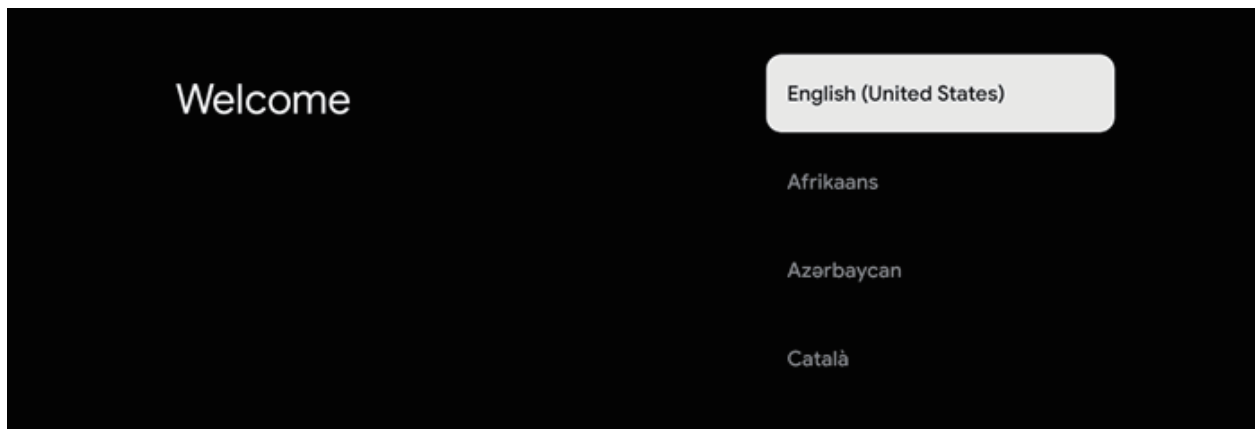 Welcome
English (United States)
Afrikaans
Azərbaycan
Català